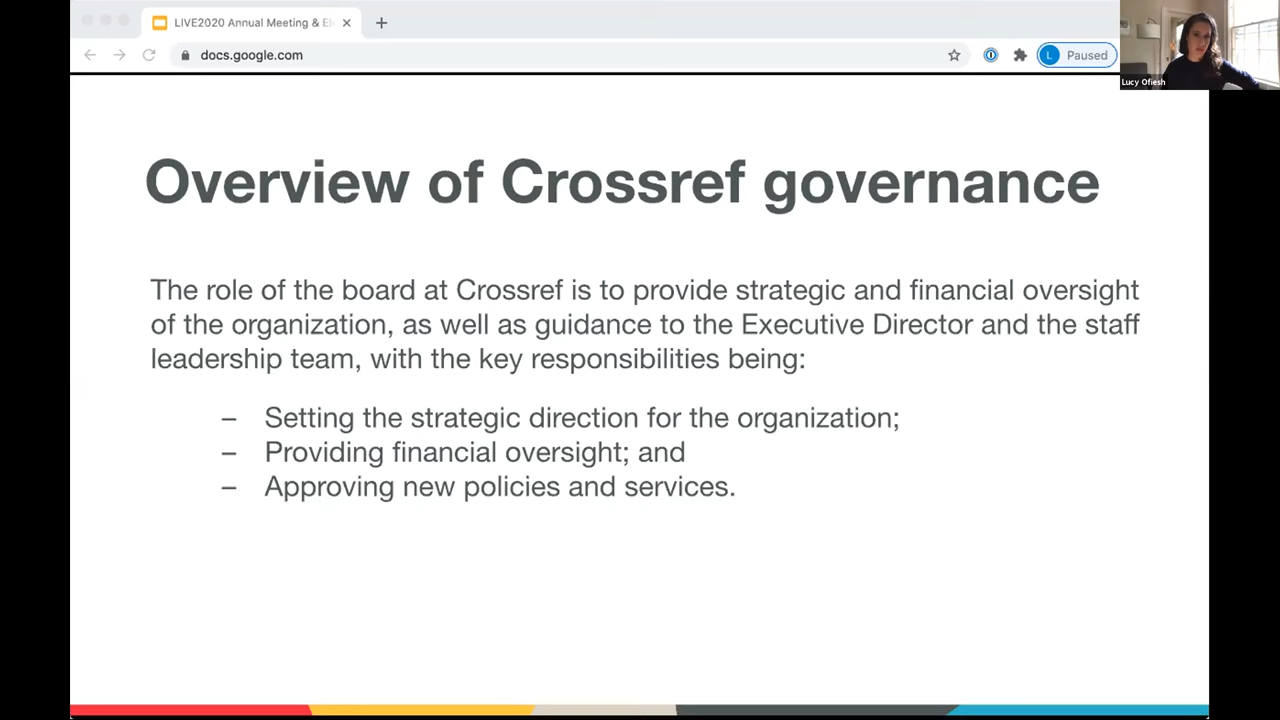 LIVE2020 Annual Meeting & El
docs.google.com
L Paused
Lucy Ofiesh
Overview of Crossref governance
The role of the board at Crossref is to provide strategic and financial oversight
of the organization, as well as guidance to the Executive Director and the staff
leadership team, with the key responsibilities being:
– Setting the strategic direction for the organization;
– Providing financial oversight; and
– Approving new policies and services.